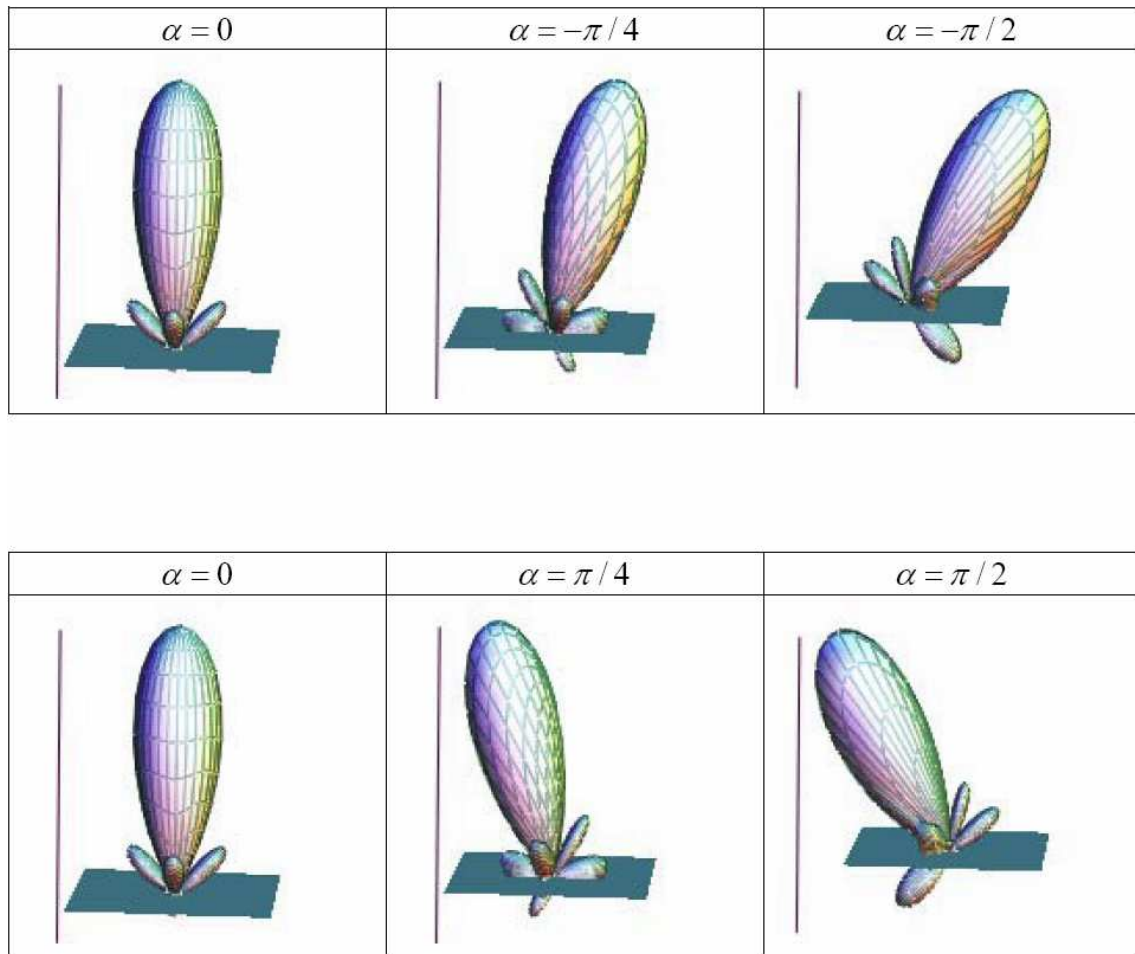 α = 0
α = −π / 4
α = −π / 2
α = 0
α = π / 4
α = π / 2